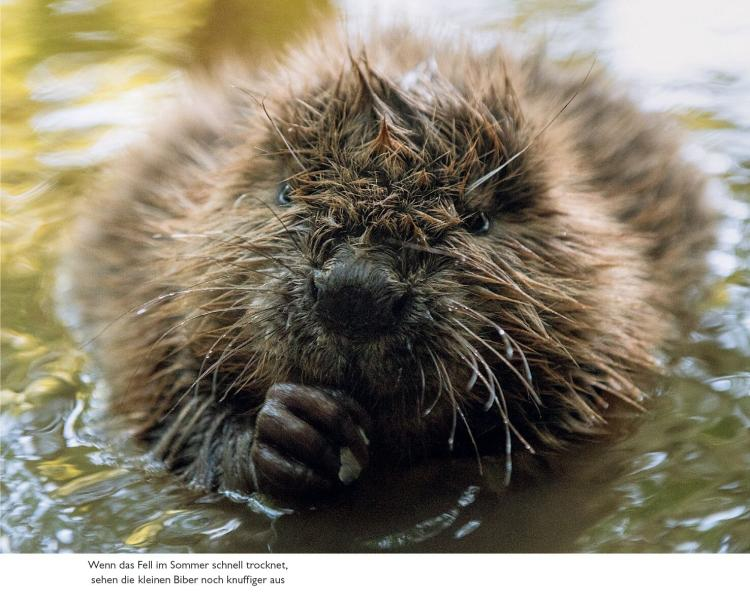 Wenn das Fell im Sommer schnell trocknet,
sehen die kleinen Biber noch knuffiger aus